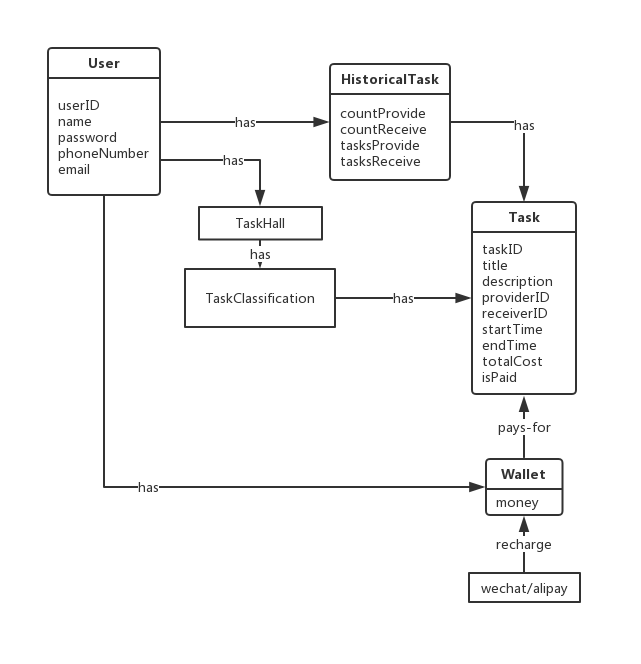 User
userID
name
password
phoneNumber
email
has
HistoricalTask
countProvide
countReceive
tasksProvide
tasksReceive
has
has
TaskHall
has
TaskClassification
has
Task
taskID
title
description
providerID
receiverID
startTime
endTime
totalCost
isPaid
pays-for
has
Wallet
money
recharge
wechat/alipay